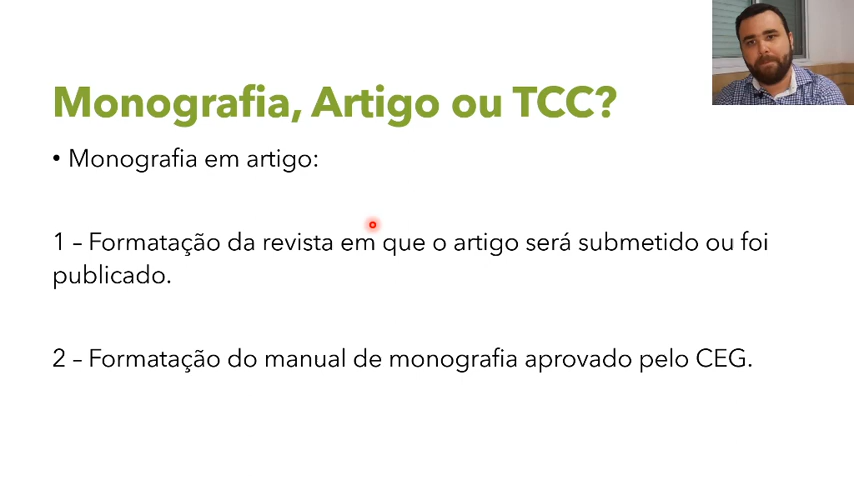 Monografia, Artigo ou TCC?
• Monografia em artigo:
1 – Formatação da revista em que o artigo será submetido ou foi
publicado.
2 – Formatação do manual de monografia aprovado pelo CEG.